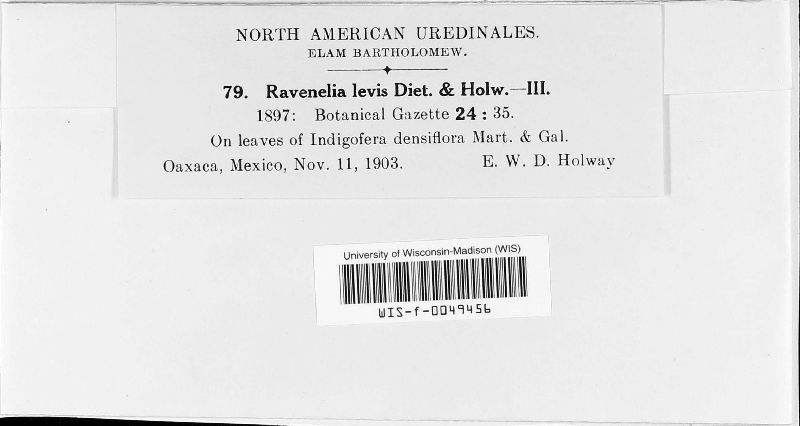 NORTH AMERICAN UREDINALES.
ELAM BARTHOLOMEW.
79. Ravenelia levis Diet. & Holw.—III.
1897: Botanical Gazette 24 : 35.
On leaves of Indigofera densiflora Mart. & Gal.
Oaxaca, Mexico, Nov. 11, 1903. E. W. D. Holway
University of Wisconsin-Madison (WIS)
WIS-f-0049456